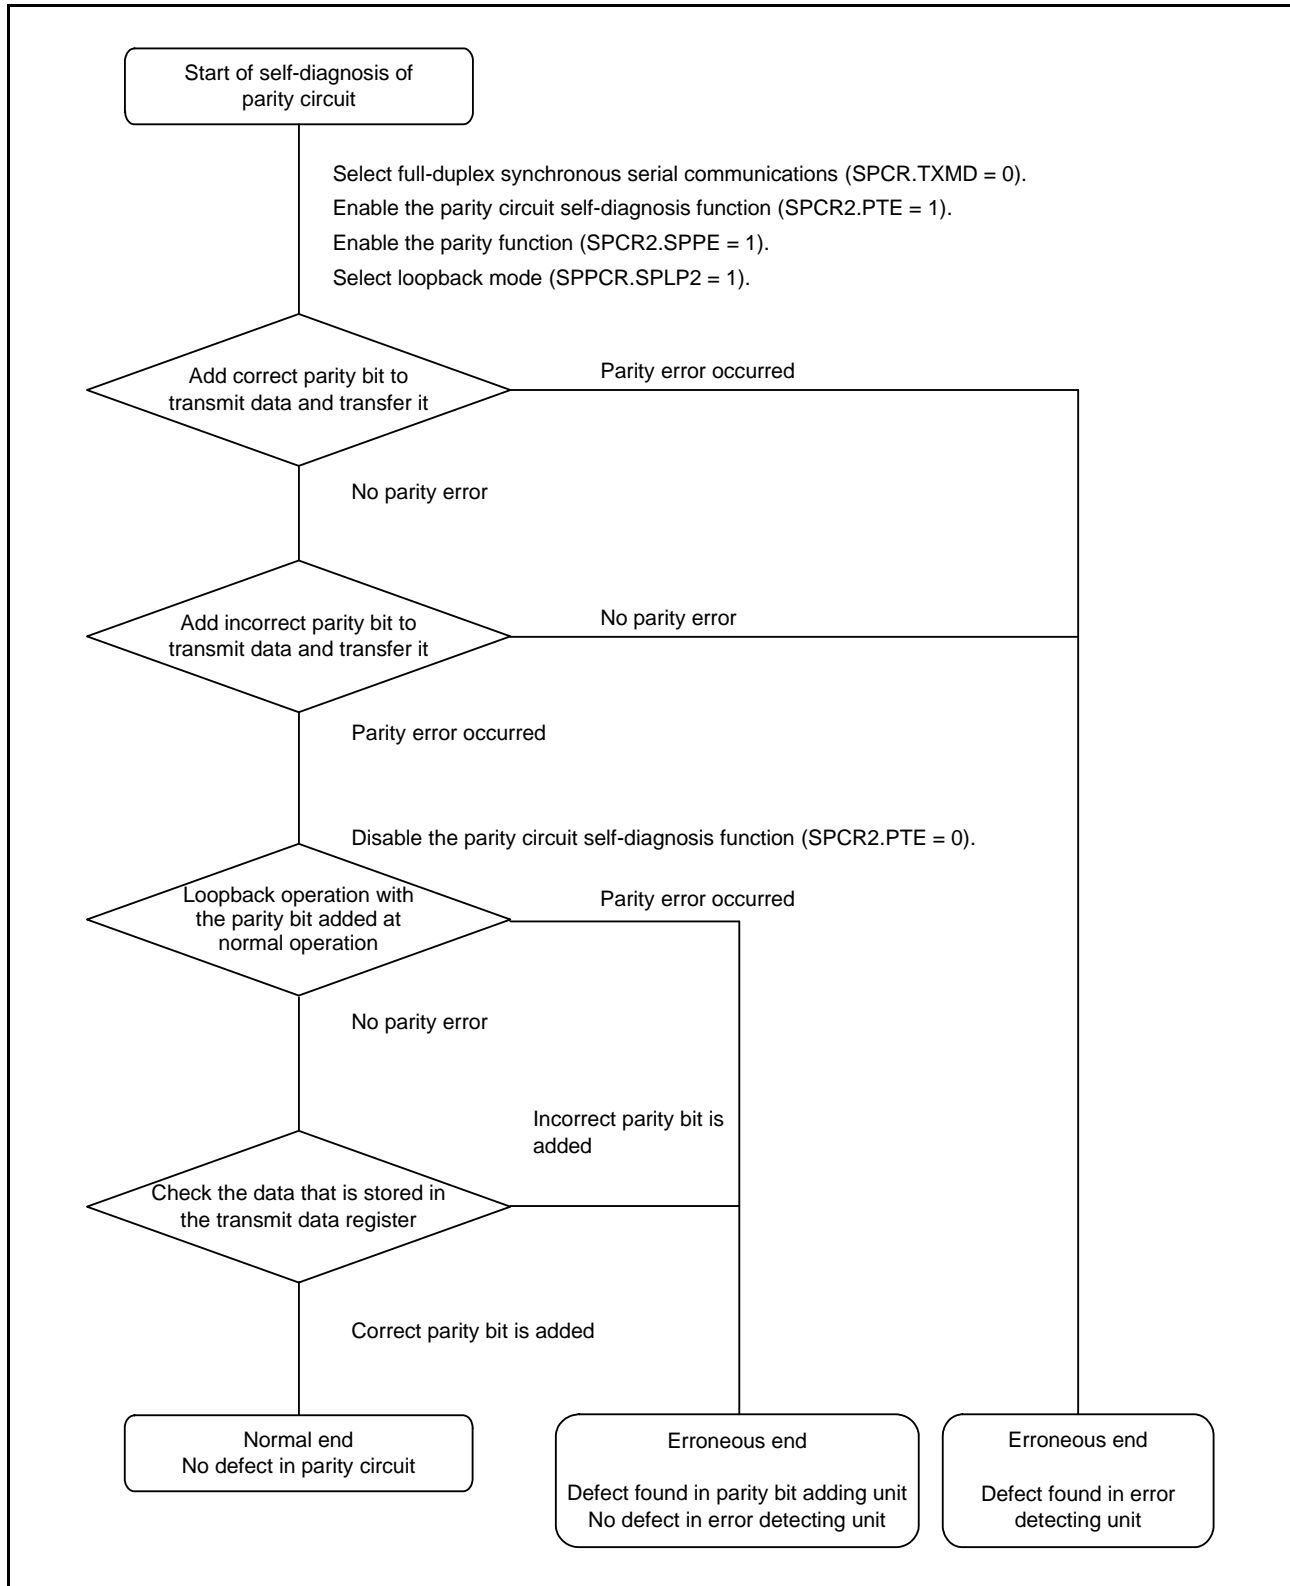 Start of self-diagnosis of
parity circuit
Select full-duplex synchronous serial communications (SPCR.TXMD = 0).
Enable the parity circuit self-diagnosis function (SPCR2.PTE = 1).
Enable the parity function (SPCR2.SPPE = 1).
Select loopback mode (SPPCR.SPLP2 = 1).
Add correct parity bit to
transmit data and transfer it
Parity error occurred
No parity error
Add incorrect parity bit to
transmit data and transfer it
No parity error
Parity error occurred
Disable the parity circuit self-diagnosis function (SPCR2.PTE = 0).
Loopback operation with
the parity bit added at
normal operation
Parity error occurred
No parity error
Incorrect parity bit is
added
Check the data that is stored in
the transmit data register
Correct parity bit is added
Normal end
No defect in parity circuit
Erroneous end
Defect found in parity bit adding unit
No defect in error detecting unit
Erroneous end
Defect found in error
detecting unit